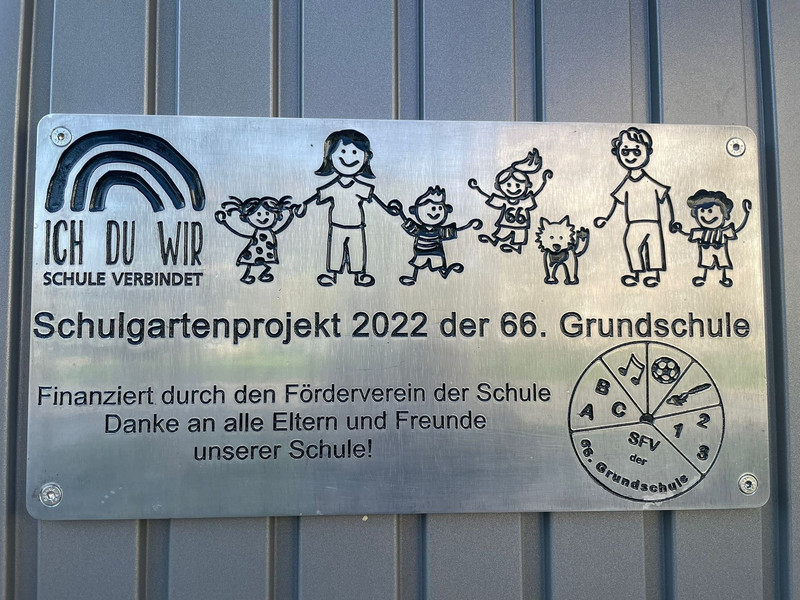 ICH DU WIR
SCHULE VERBINDET
66
Schulgartenprojekt 2022 der 66. Grundschule
Finanziert durch den Förderverein der Schule
Danke an alle Eltern und Freunde
unserer Schule!
A B C
1 2 3
SFV
der
66. Grundschule